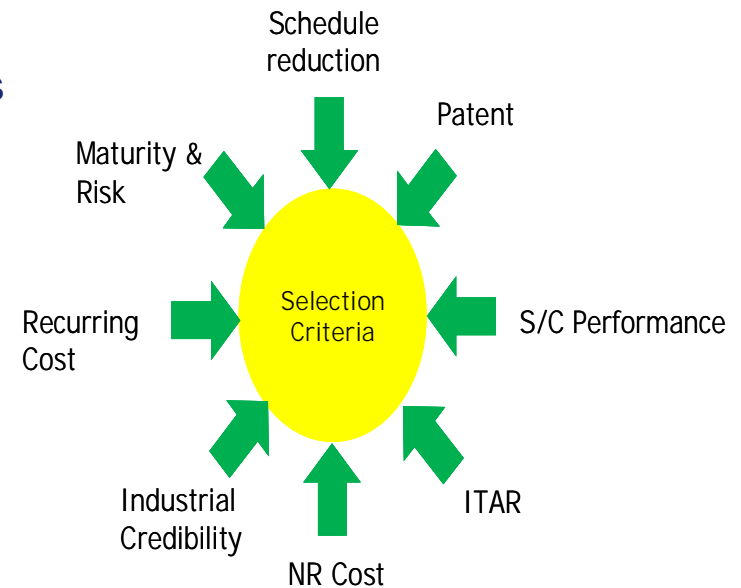 s
Schedule
reduction
Patent
Maturity &
Risk
Selection
Criteria
Recurring
Cost
S/C Performance
Industrial
Credibility
ITAR
NR Cost